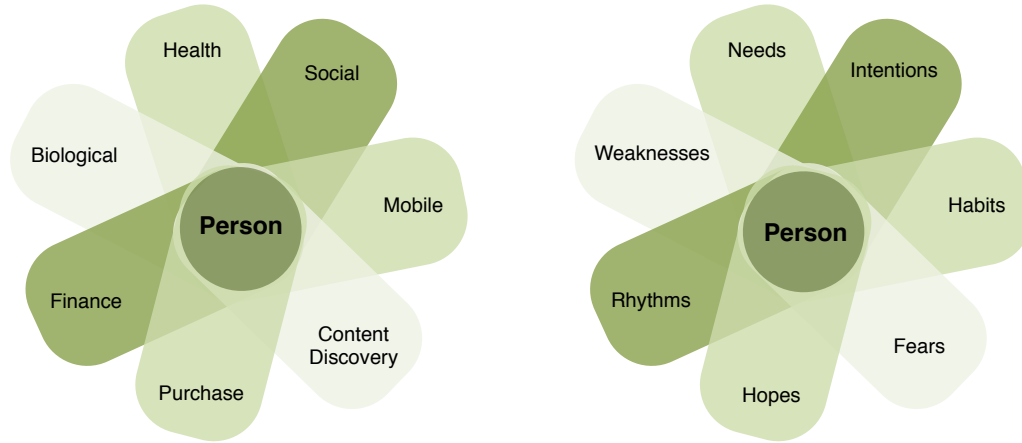 Health
Social
Biological
Person
Mobile
Finance
Content
Discovery
Purchase
Needs
Intentions
Weaknesses
Person
Habits
Rhythms
Fears
Hopes